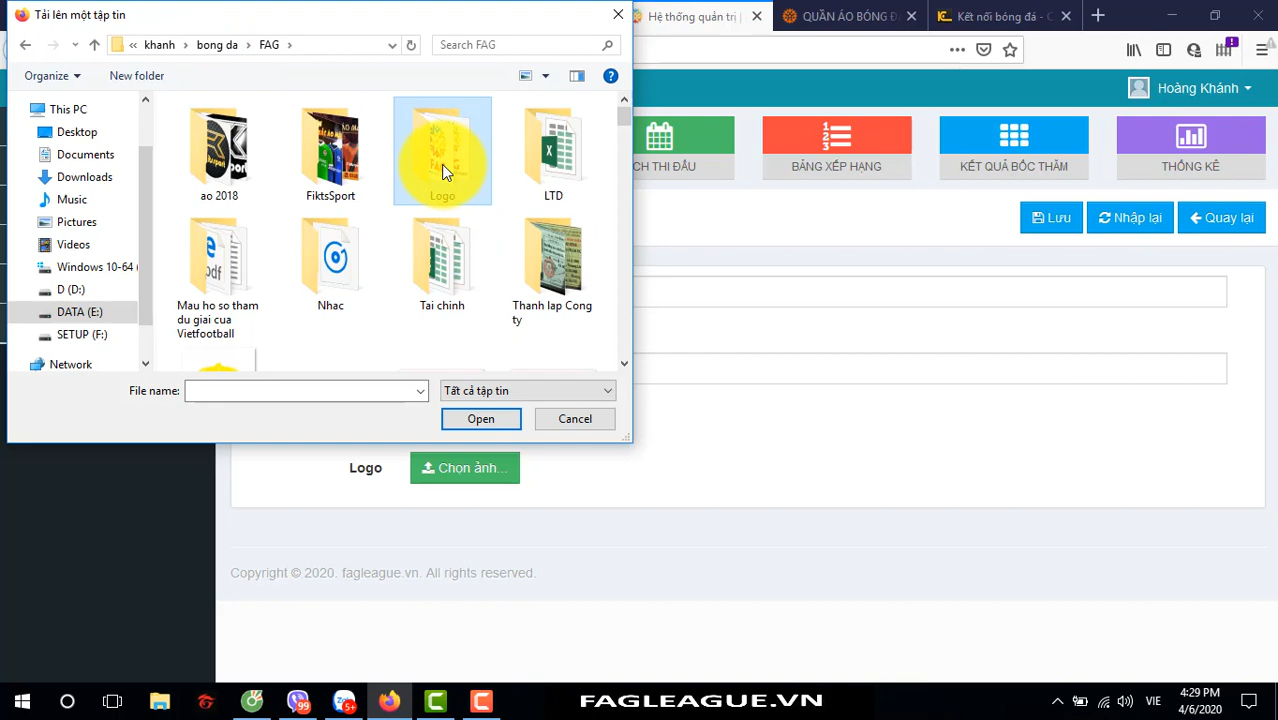 Tải lên một tập tin
Hệ thống quản trị |
QUẦN ÁO BÓNG Đ
Kết nối bóng đá - C
khanh
bong da
FAG
Search FAG
Organize
New folder
Hoàng Khánh
This PC
Desktop
Documents
Downloads
Music
Pictures
Videos
Windows 10-64 (
D (D:)
DATA (E:)
SETUP (F:)
Network
ao 2018
FiktsSport
Logo
LTD
Mau ho so tham
du giai cua
Vietfootball
Nhac
Tai chinh
Thanh lap Cong
ty
CH THI ĐẤU
BẢNG XẾP HẠNG
KẾT QUẢ BỐC THĂM
THỐNG KÊ
Lưu
Nhập lại
Quay lại
File name:
Tất cả tập tin
Open
Cancel
Logo
Chọn ảnh...
Copyright © 2020. fagleague.vn. All rights reserved.
99
5+
FAGLEAGUE.VN
VIE
4:29 PM
4/6/2020